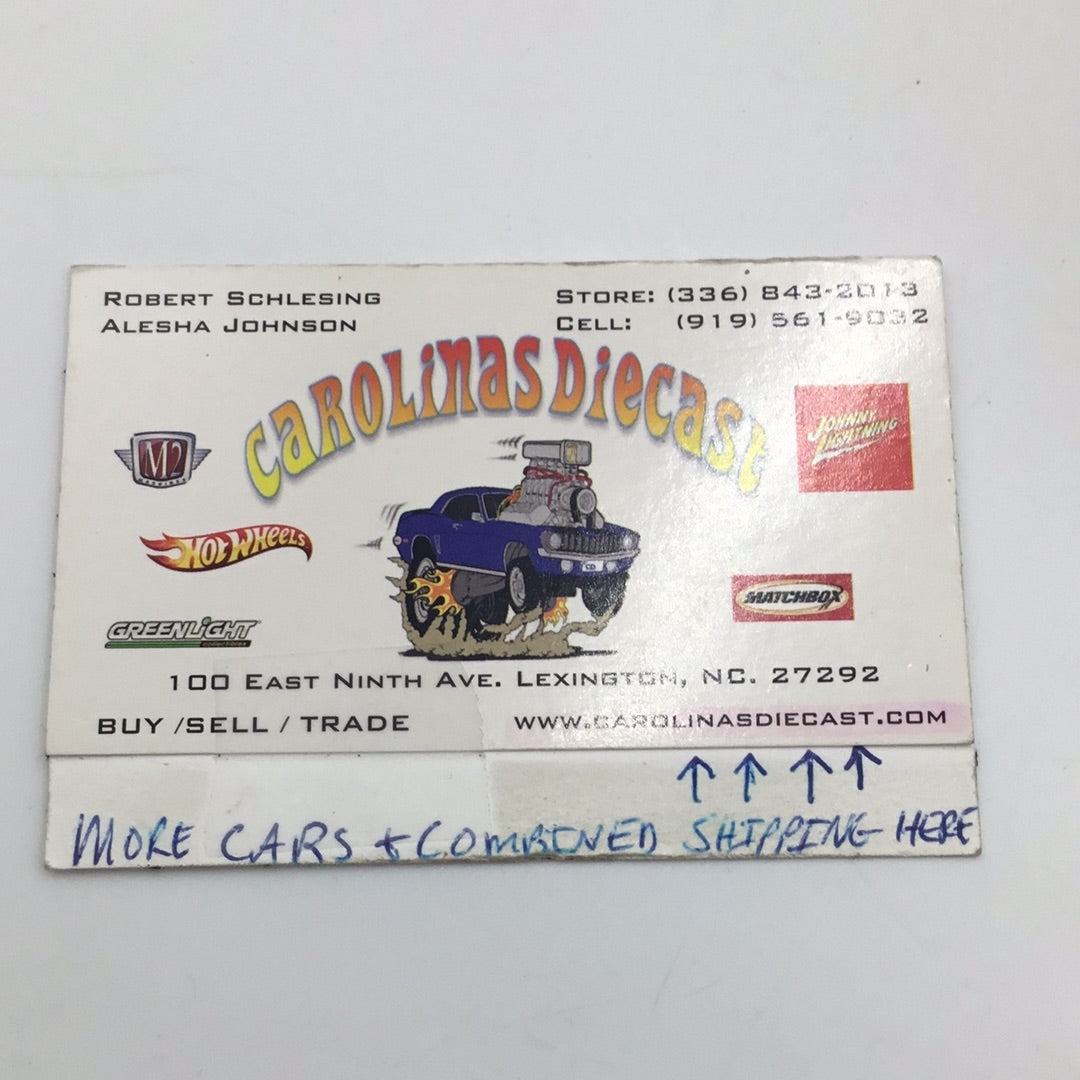 ROBERT SCHLESING
ALESHA JOHNSON
STORE: (336) 843-2013
CELL: (919) 561-9032
CAROLINAS DIECAST
M2
MACHINES
JOHNNY
LIGHTNING
HOT WHEELS
CD
MATCHBOX
GREENLIGHT
100 EAST NINTH AVE. LEXINGTON, NC. 27292
BUY /SELL / TRADE
WWW.CAROLINASDIECAST.COM
MORE CARS + COMBINED SHIPPING HERE